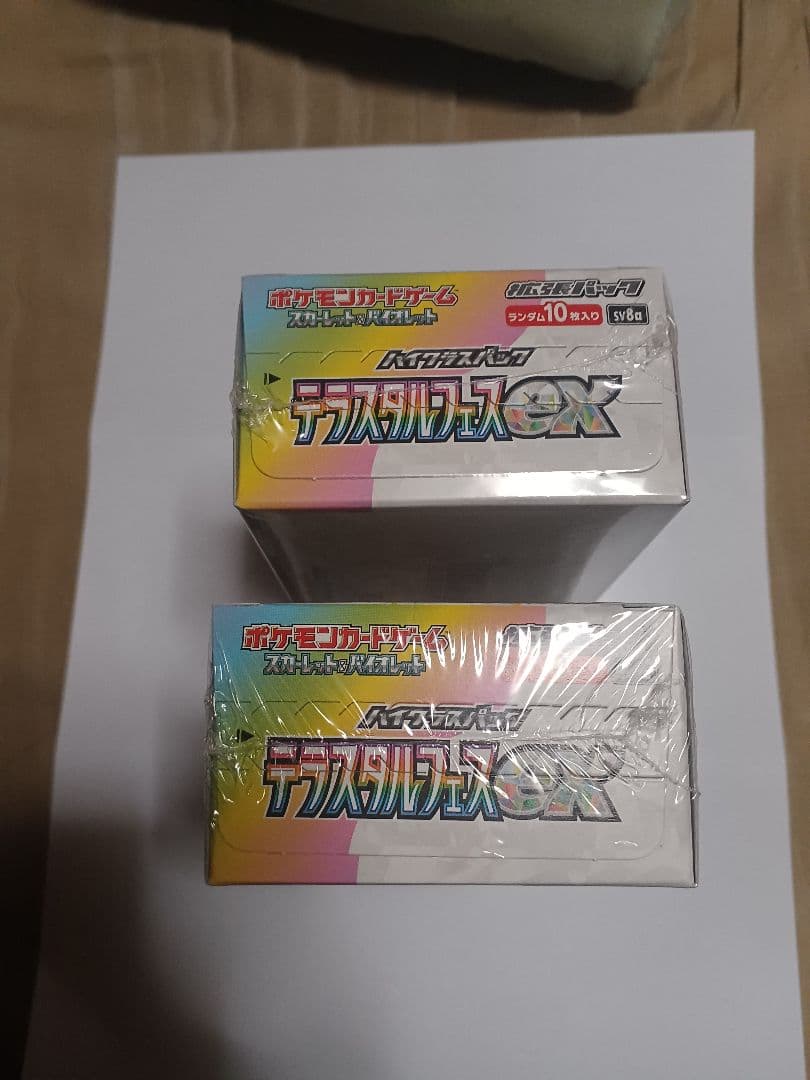 ポケモンカードゲーム
スカーレット&バイオレット
拡張パック
ランダム10枚入り
sv8a
ハイクラスパック
テラスタルフェスex
ポケモンカードゲーム
スカーレット&バイオレット
ハイクラスパック
テラスタルフェスex